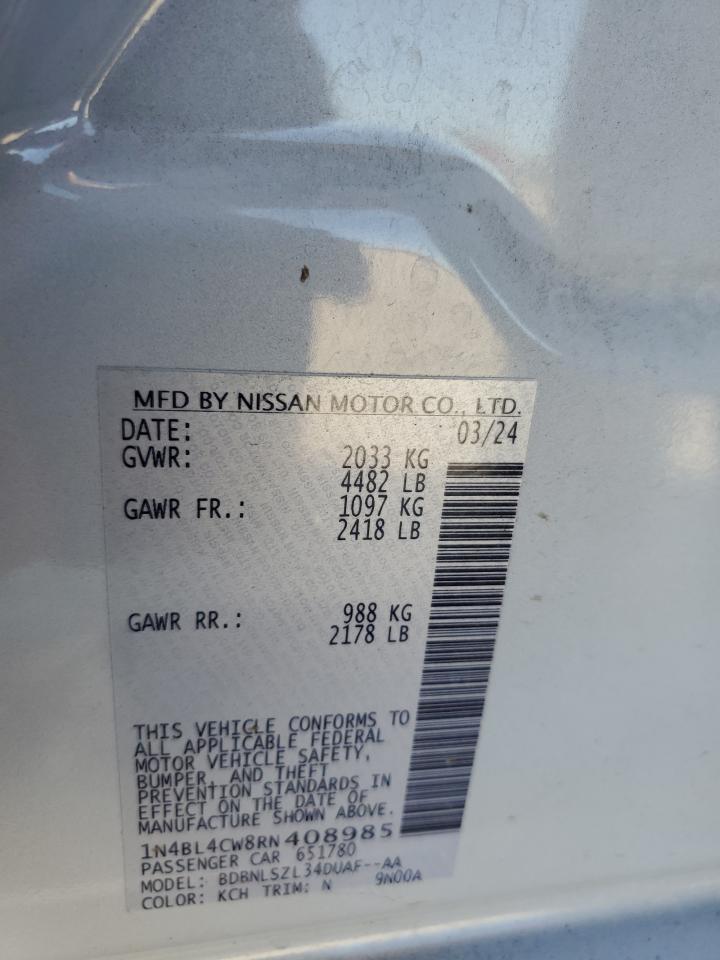 MFD BY NISSAN MOTOR CO., LTD.
DATE: 03/24
GVWR: 2033 KG
4482 LB
GAWR FR.: 1097 KG
2418 LB
GAWR RR.: 988 KG
2178 LB
THIS VEHICLE CONFORMS TO
ALL APPLICABLE FEDERAL
MOTOR VEHICLE SAFETY,
BUMPER, AND THEFT
PREVENTION STANDARDS IN
EFFECT ON THE DATE OF
MANUFACTURE SHOWN ABOVE.
1N4BL4CW8RN408985
PASSENGER CAR 651780
MODEL: BDBNLSZL34DUAF--AA
COLOR: KCH TRIM: N 9N00A